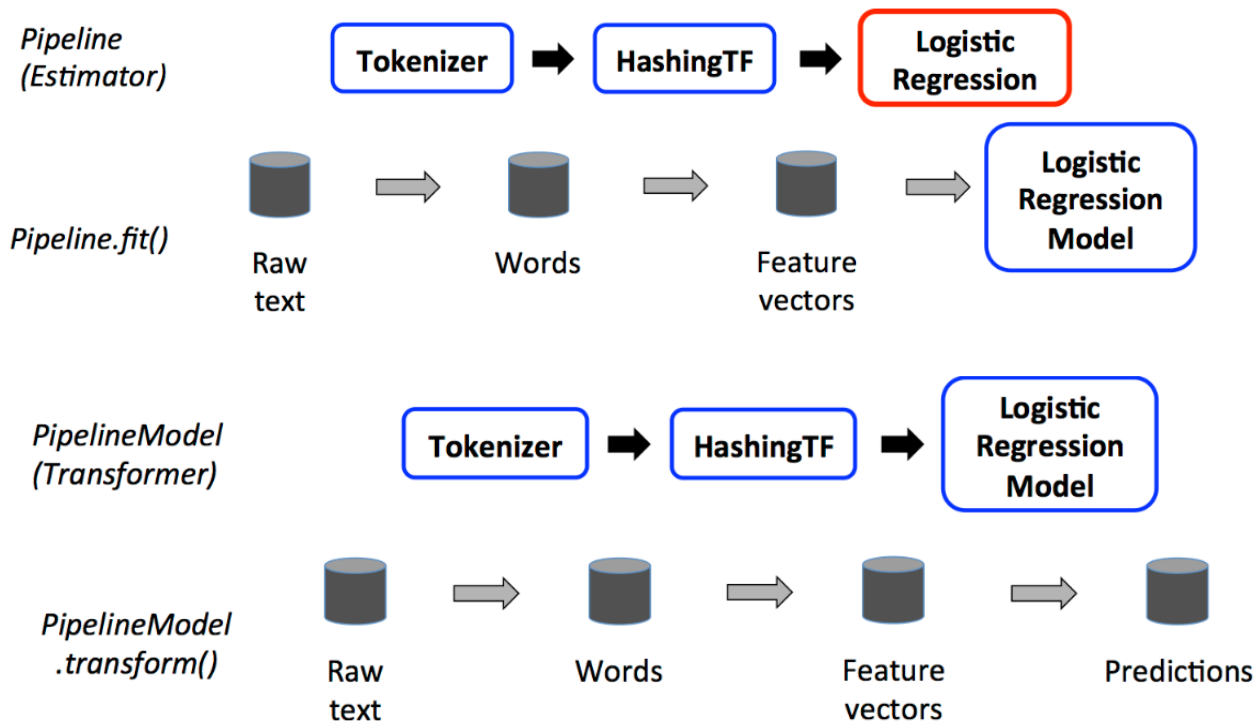 Pipeline
(Estimator)
Tokenizer
HashingTF
Logistic
Regression
Pipeline.fit()
Raw
text
Words
Feature
vectors
Logistic
Regression
Model
PipelineModel
(Transformer)
Tokenizer
HashingTF
Logistic
Regression
Model
PipelineModel
.transform()
Raw
text
Words
Feature
vectors
Predictions